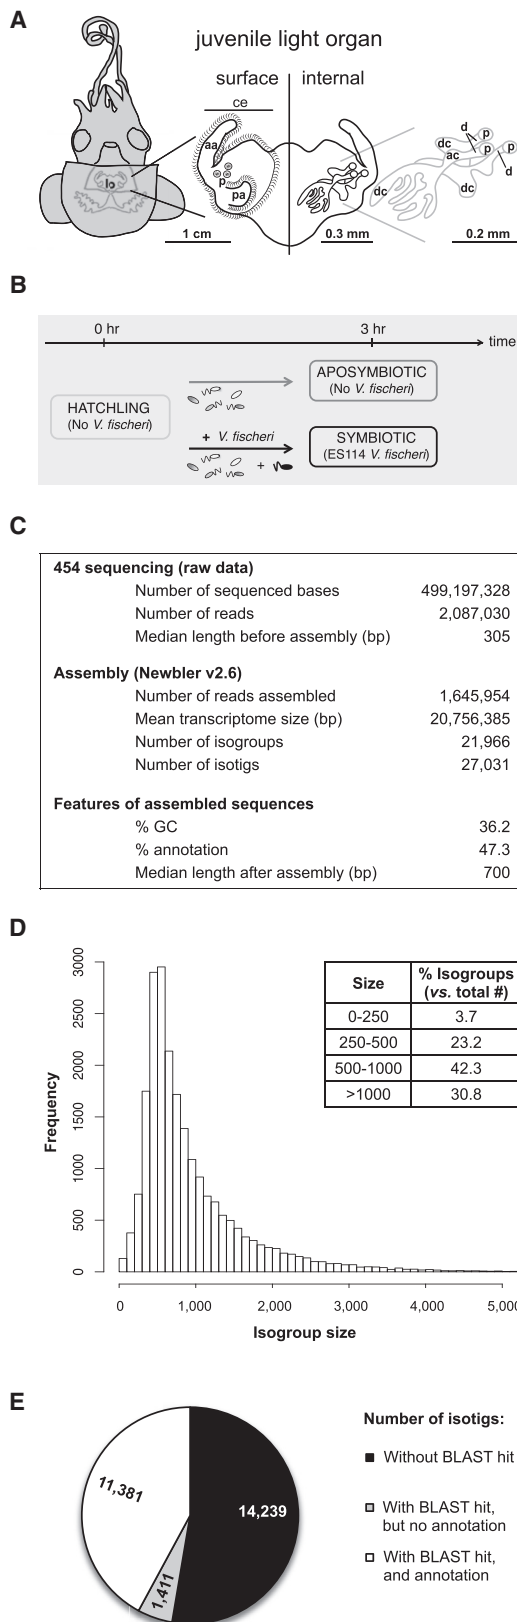 A
juvenile light organ
surface internal
ce
aa
lo
p
pa
dc
d
p
dc
p
p
ac
d
dc
1 cm
0.3 mm
0.2 mm
B
0 hr
3 hr
time
APOSYMBIOTIC
(No V. fischeri)
HATCHLING
(No V. fischeri)
+ V. fischeri
SYMBIOTIC
(ES114 V. fischeri)
+
C
454 sequencing (raw data)
Number of sequenced bases 499,197,328
Number of reads 2,087,030
Median length before assembly (bp) 305
Assembly (Newbler v2.6)
Number of reads assembled 1,645,954
Mean transcriptome size (bp) 20,756,385
Number of isogroups 21,966
Number of isotigs 27,031
Features of assembled sequences
% GC 36.2
% annotation 47.3
Median length after assembly (bp) 700
D
Frequency
3000
2500
2000
1500
1000
500
0
Size % Isogroups
(vs. total #)
0-250 3.7
250-500 23.2
500-1000 42.3
>1000 30.8
0 1,000 2,000 3,000 4,000 5,000
Isogroup size
E
11,381
14,239
1,411
Number of isotigs:
Without BLAST hit
With BLAST hit,
but no annotation
With BLAST hit,
and annotation